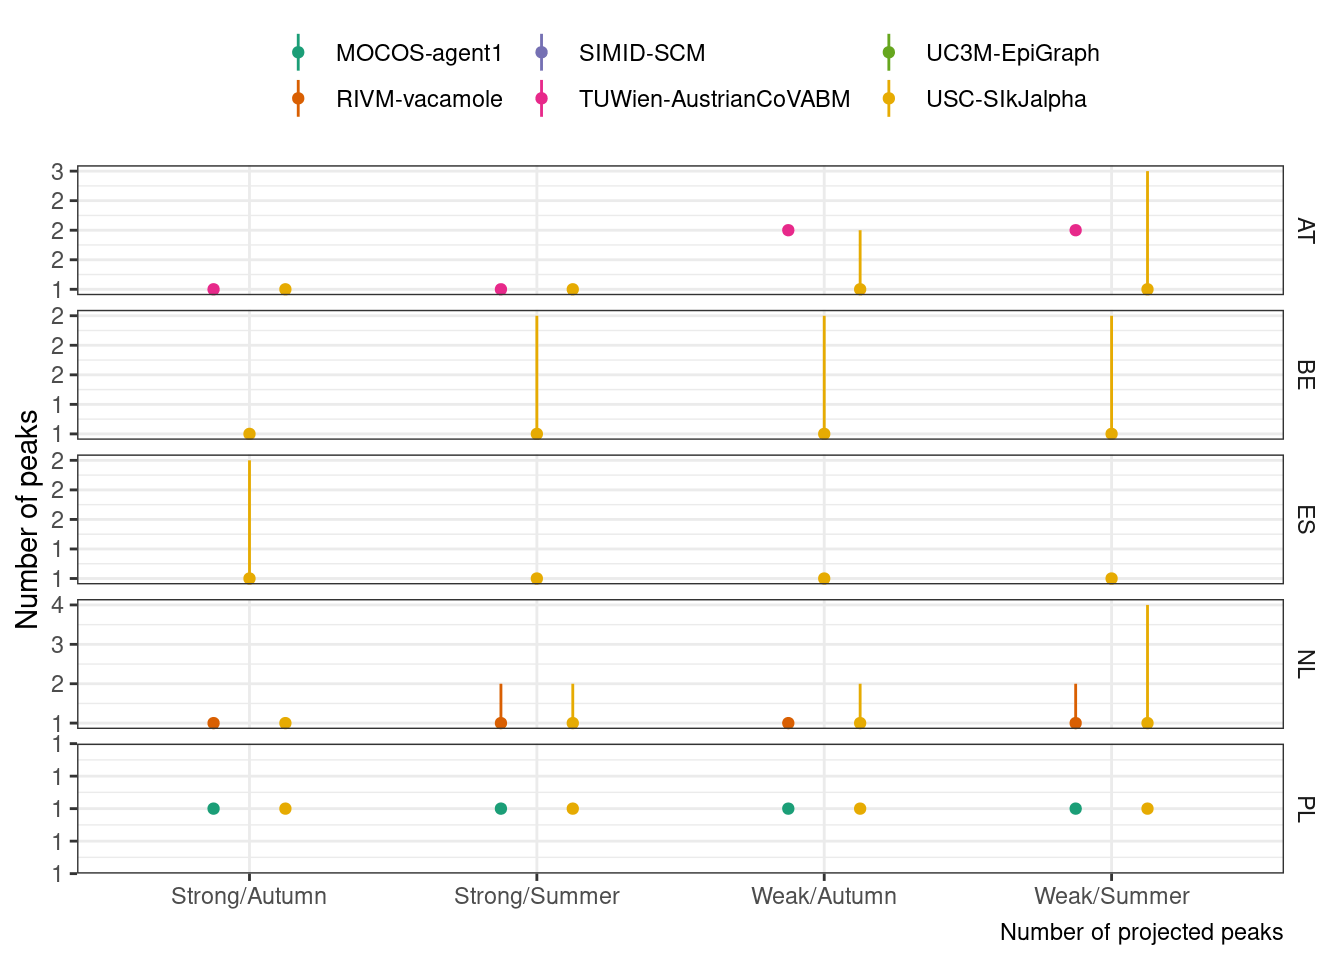 MOCOS-agent1 SIMID-SCM UC3M-EpiGraph
RIVM-vacamole TUWien-AustrianCoVABM USC-SIkJalpha
Number of peaks
3
2
2
2
1
AT
2
2
2
1
1
BE
2
2
2
1
1
ES
4
3
2
1
NL
1
1
1
1
1
PL
Strong/Autumn Strong/Summer Weak/Autumn Weak/Summer
Number of projected peaks